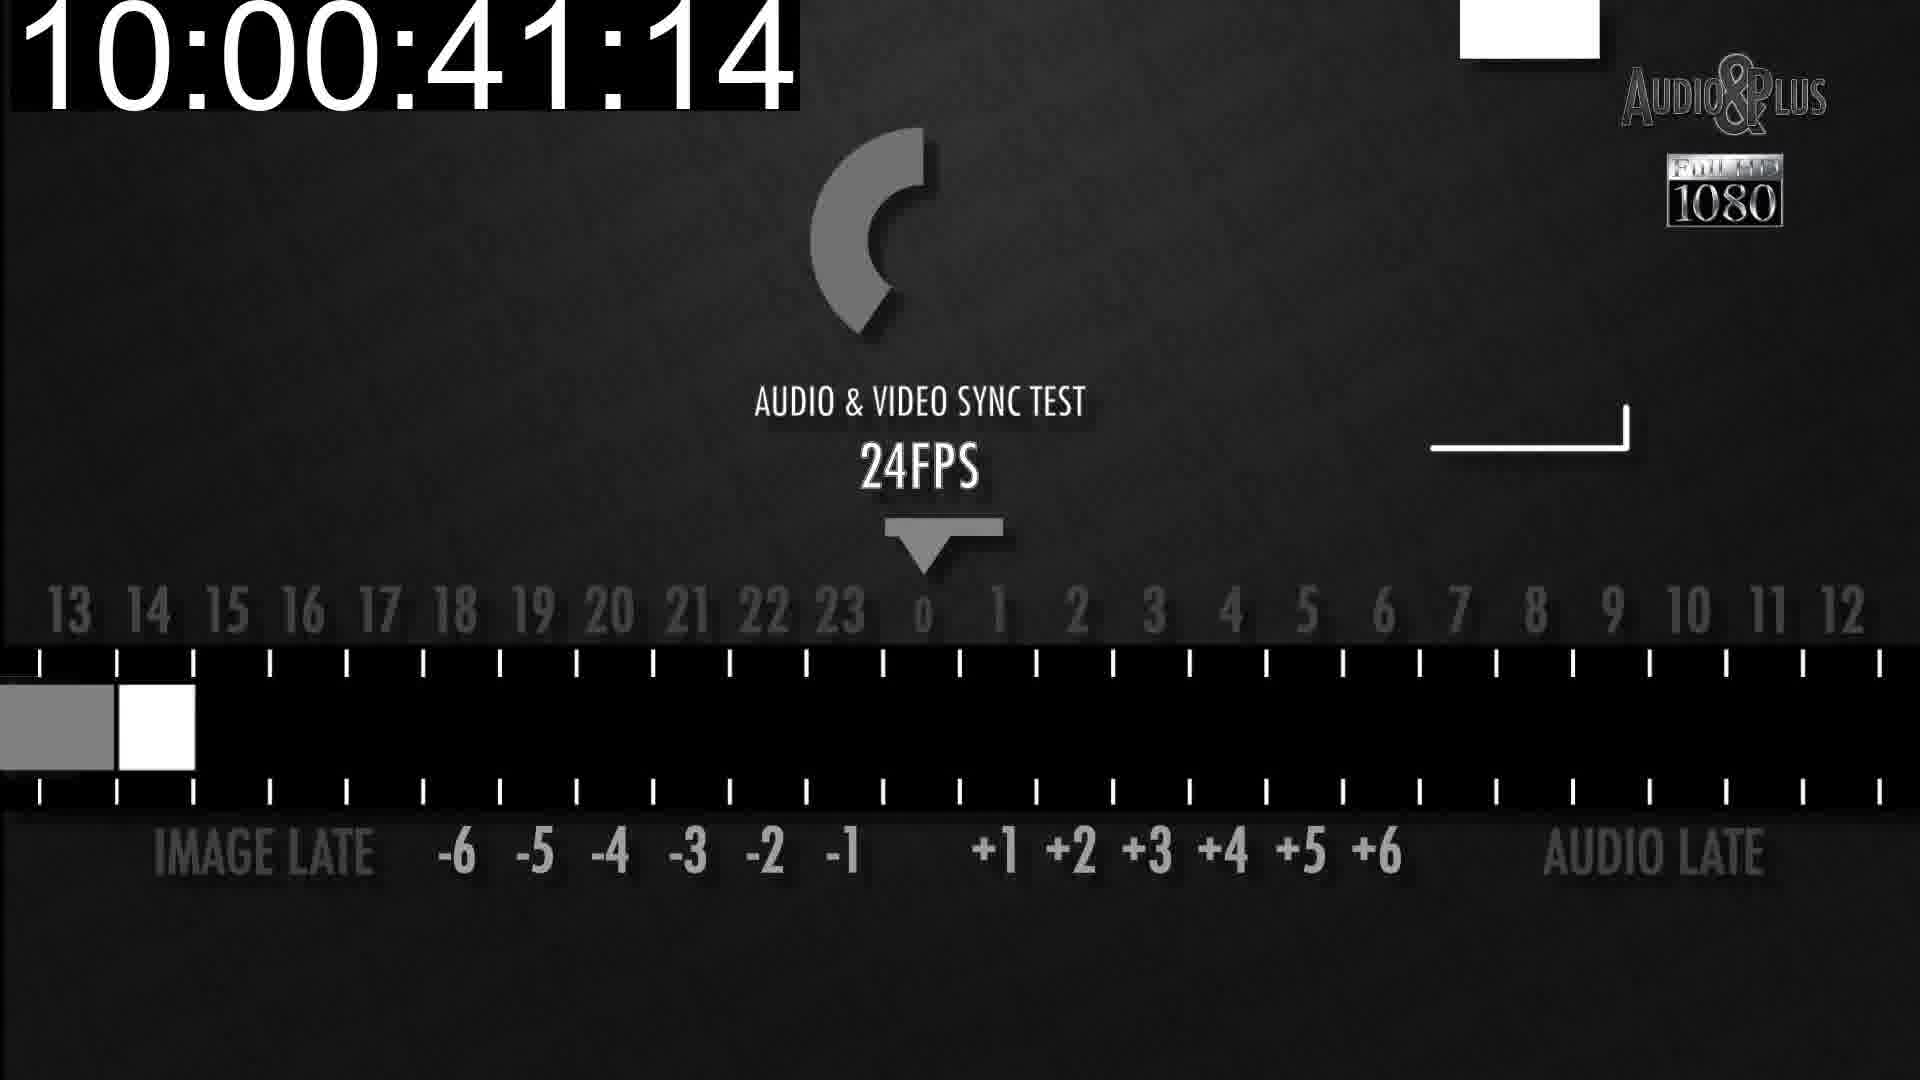 10:00:41:14
AUDIO & PLUS
Full HD
1080
AUDIO & VIDEO SYNC TEST
24FPS
13 14 15 16 17 18 19 20 21 22 23 0 1 2 3 4 5 6 7 8 9 10 11 12
IMAGE LATE -6 -5 -4 -3 -2 -1 +1 +2 +3 +4 +5 +6 AUDIO LATE